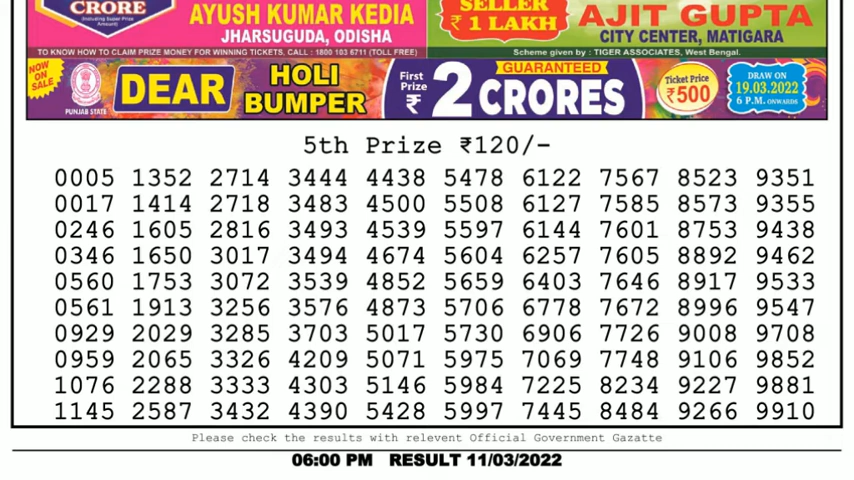 CRORE
(Including Super Prize Amount)
AYUSH KUMAR KEDIA
JHARSUGUDA, ODISHA
SELLER
₹ 1 LAKH
AJIT GUPTA
CITY CENTER, MATIGARA
TO KNOW HOW TO CLAIM PRIZE MONEY FOR WINNING TICKETS, CALL : 1800 103 6711 (TOLL FREE)
Scheme given by : TIGER ASSOCIATES, West Bengal.
NOW ON SALE
PUNJAB STATE
DEAR
HOLI
BUMPER
First Prize ₹
2 CRORES
GUARANTEED
Ticket Price
₹500
DRAW ON
19.03.2022
6 P.M. ONWARDS
5th Prize ₹120/-
0005 1352 2714 3444 4438 5478 6122 7567 8523 9351
0017 1414 2718 3483 4500 5508 6127 7585 8573 9355
0246 1605 2816 3493 4539 5597 6144 7601 8753 9438
0346 1650 3017 3494 4674 5604 6257 7605 8892 9462
0560 1753 3072 3539 4852 5659 6403 7646 8917 9533
0561 1913 3256 3576 4873 5706 6778 7672 8996 9547
0929 2029 3285 3703 5017 5730 6906 7726 9008 9708
0959 2065 3326 4209 5071 5975 7069 7748 9106 9852
1076 2288 3333 4303 5146 5984 7225 8234 9227 9881
1145 2587 3432 4390 5428 5997 7445 8484 9266 9910
Please check the results with relevent Official Government Gazatte
06:00 PM RESULT 11/03/2022